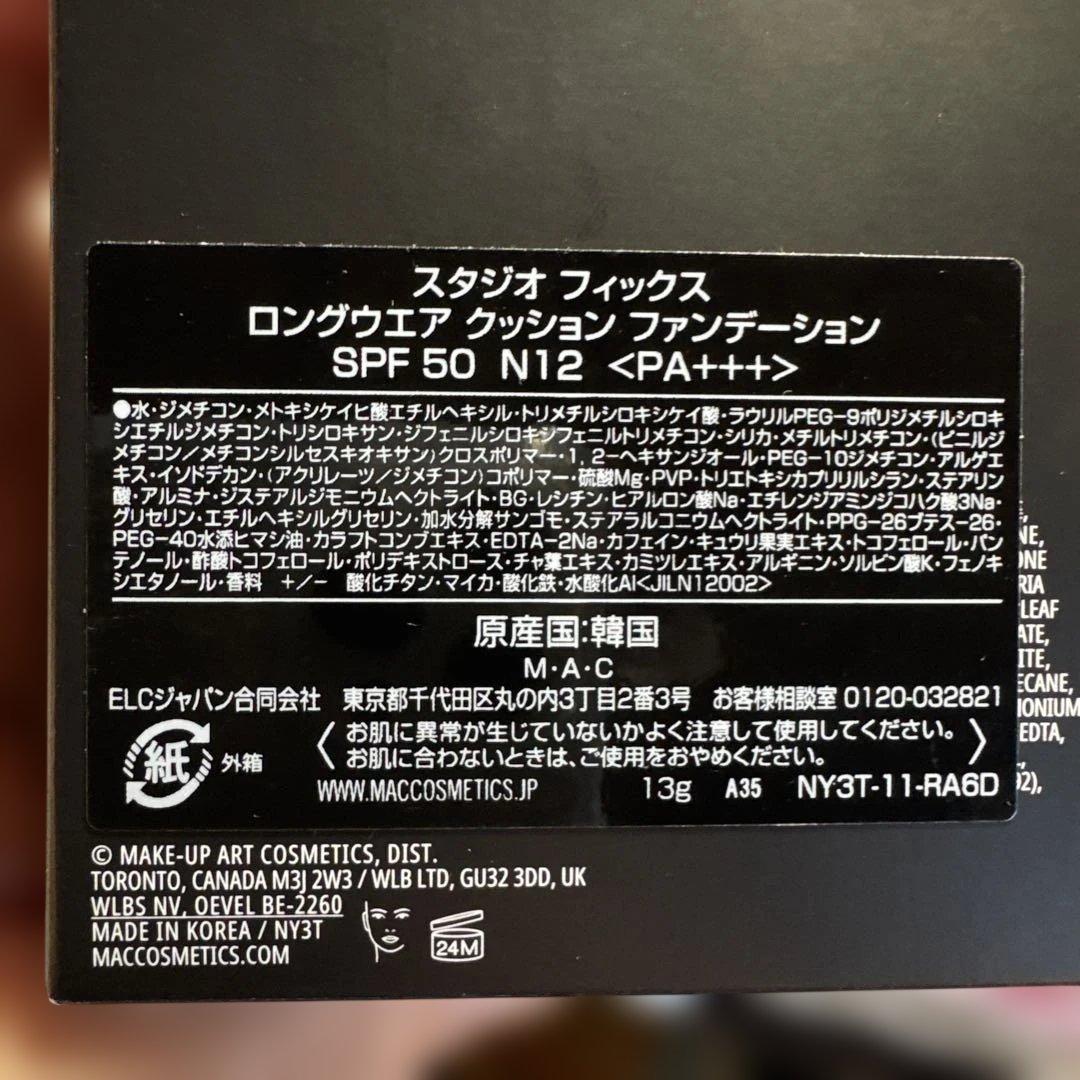 スタジオ フィックス
ロングウエア クッション ファンデーション
SPF 50 N12 <PA+++>
●水・ジメチコン・メトキシケイヒ酸エチルヘキシル・トリメチルシロキシケイ酸・ラウリルPEG-9ポリジメチルシロキ
シエチルジメチコン・トリシロキサン・ジフェニルシロキシフェニルトリメチコン・シリカ・メチルトリメチコン・(ビニルジ
メチコン/メチコンシルセスキオキサン)クロスポリマー・1, 2-ヘキサンジオール・PEG-10ジメチコン・アルゲエ
キス・イソドデカン・(アクリレーツ/ジメチコン)コポリマー・硫酸Mg・PVP・トリエトキシカプリリルシラン・ステアリン
酸・アルミナ・ジステアルジモニウムヘクトライト・BG・レシチン・ヒアルロン酸Na・エチレンジアミンジコハク酸3Na・
グリセリン・エチルヘキシルグリセリン・加水分解サンゴモ・ステアラルコニウムヘクトライト・PPG-26ブテス-26・
PEG-40水添ヒマシ油・カラフトコンブエキス・EDTA-2Na・カフェイン・キュウリ果実エキス・トコフェロール・パン
テノール・酢酸トコフェロール・ポリデキストロース・チャ葉エキス・カミツレエキス・アルギニン・ソルビン酸K・フェノキ
シエタノール・香料 +/- 酸化チタン・マイカ・酸化鉄・水酸化Al<JILN12002>
原産国:韓国
M・A・C
ELCジャパン合同会社 東京都千代田区丸の内3丁目2番3号 お客様相談室 0120-032821
お肌に異常が生じていないかよく注意して使用してください。
お肌に合わないときは、ご使用をおやめください。
紙 外箱
WWW.MACCOSMETICS.JP 13g A35 NY3T-11-RA6D
NE,
ONE
RIA
LEAF
ATE,
ITE,
ECANE,
IONIUM
EDTA,
92),
© MAKE-UP ART COSMETICS, DIST.
TORONTO, CANADA M3J 2W3 / WLB LTD, GU32 3DD, UK
WLBS NV, OEVEL BE-2260
MADE IN KOREA / NY3T
MACCOSMETICS.COM
24M